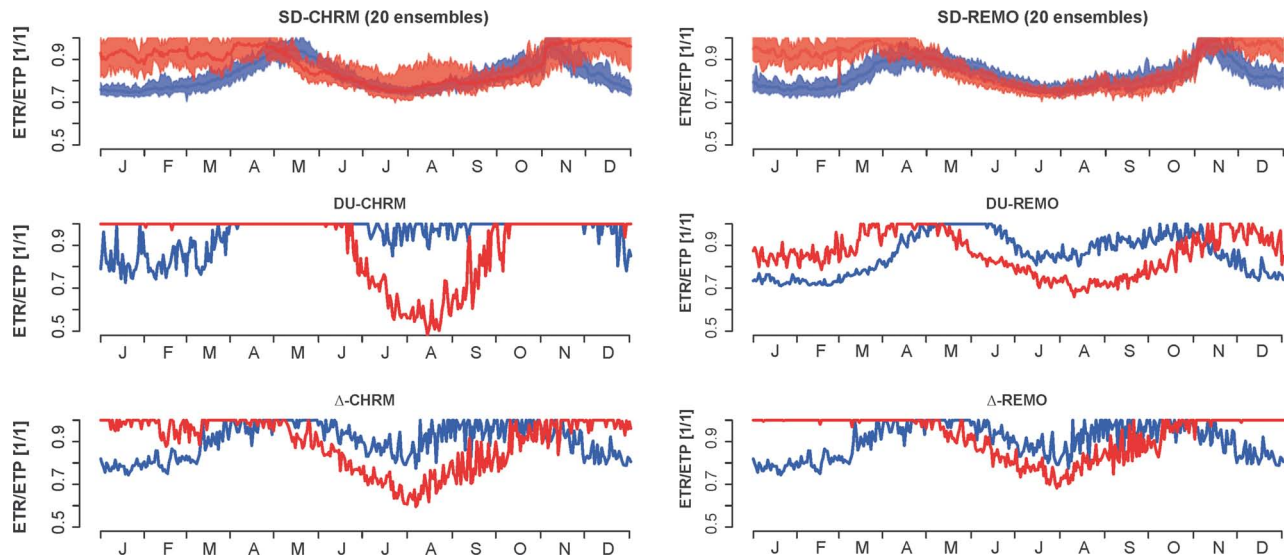 SD-CHRM (20 ensembles)
ETR/ETP [1/1]
0.5 0.7 0.9
J F M A M J J A S O N D
SD-REMO (20 ensembles)
ETR/ETP [1/1]
0.5 0.7 0.9
J F M A M J J A S O N D
DU-CHRM
ETR/ETP [1/1]
0.5 0.7 0.9
J F M A M J J A S O N D
DU-REMO
ETR/ETP [1/1]
0.5 0.7 0.9
J F M A M J J A S O N D
Δ-CHRM
ETR/ETP [1/1]
0.5 0.7 0.9
J F M A M J J A S O N D
Δ-REMO
ETR/ETP [1/1]
0.5 0.7 0.9
J F M A M J J A S O N D